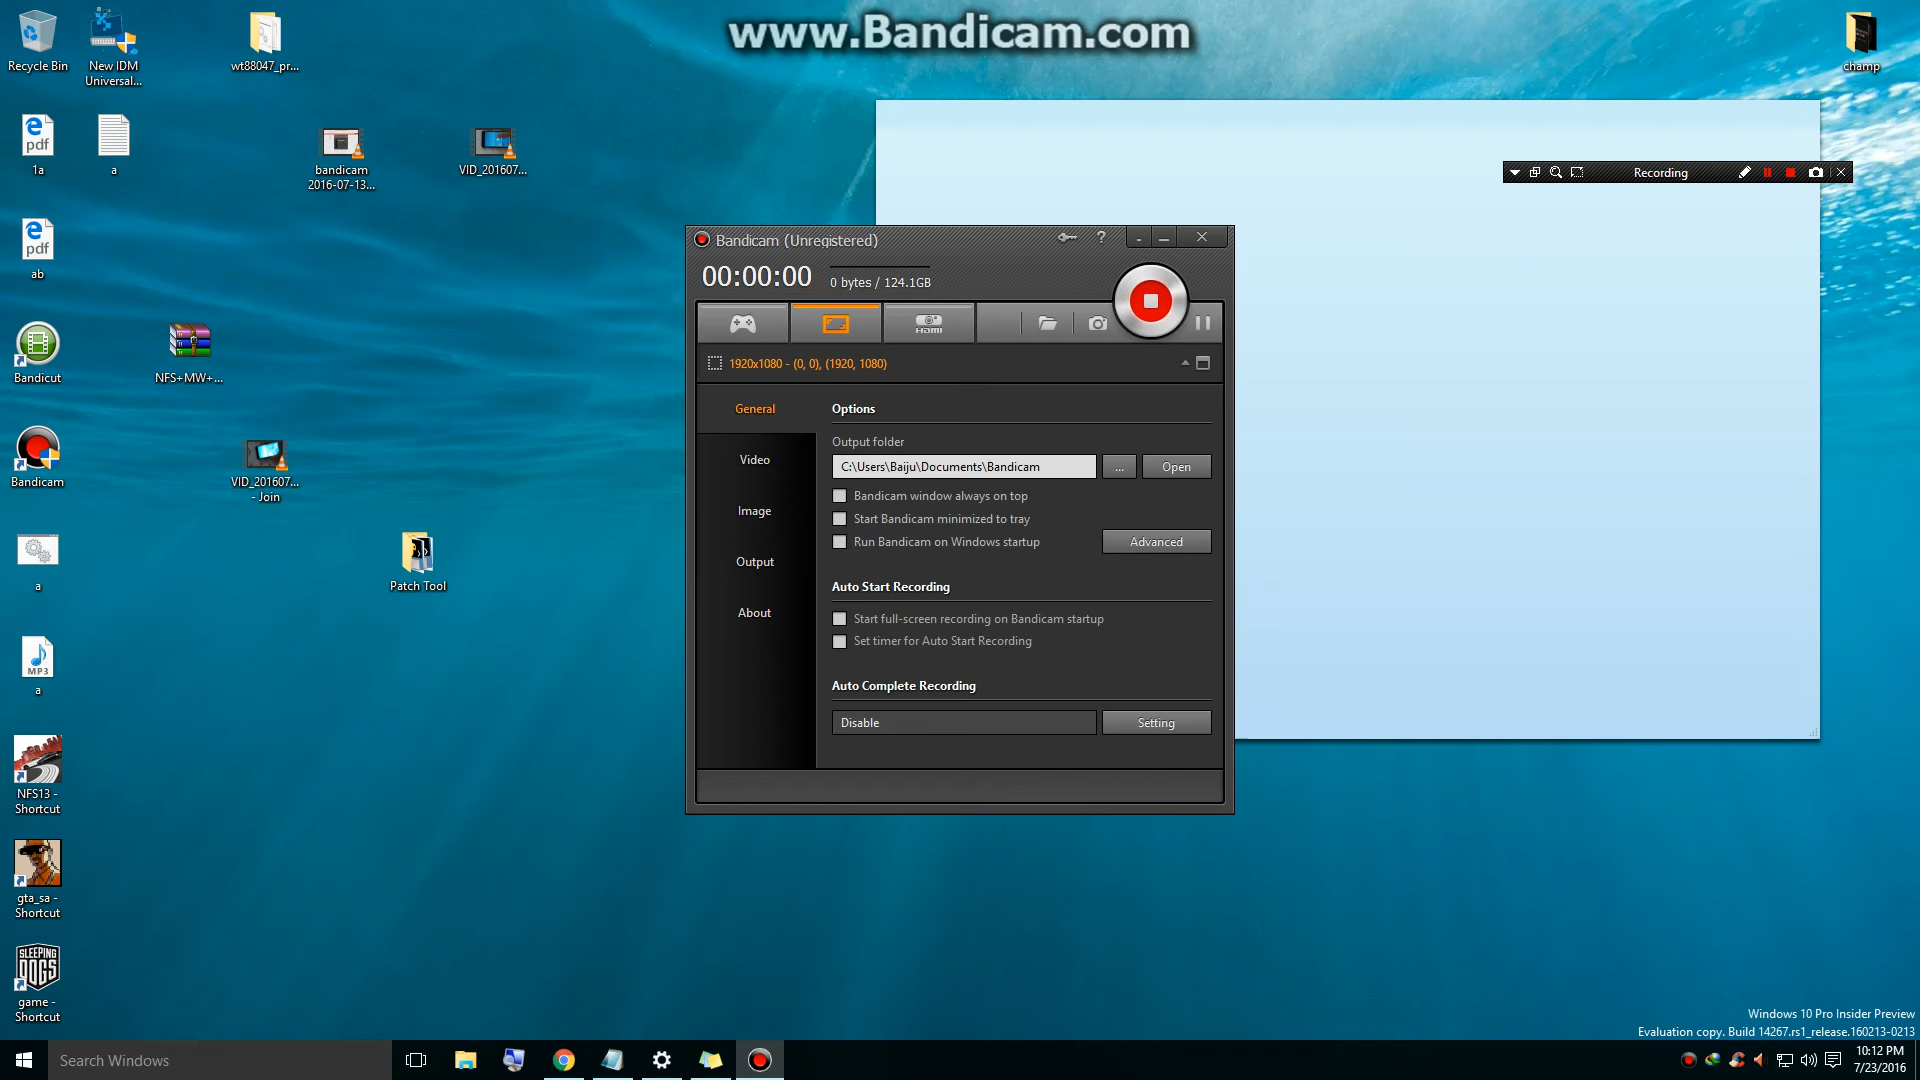 www.Bandicam.com
Recycle Bin
New IDM
Universal...
wt88047_pr...
champ
1a
a
bandicam
2016-07-13...
VID_201607...
Recording
ab
Bandicut
NFS+MW+...
Bandicam
VID_201607...
- Join
a
Patch Tool
MP3
a
NFS13 -
Shortcut
gta_sa -
Shortcut
SLEEPING
DOGS
game -
Shortcut
pdf
pdf
Bandicam (Unregistered)
?
00:00:00
0 bytes / 124.1GB
HDMI
1920x1080 - (0, 0), (1920, 1080)
General
Video
Image
Output
About
Options
Output folder
C:\Users\Baiju\Documents\Bandicam
...
Open
Bandicam window always on top
Start Bandicam minimized to tray
Run Bandicam on Windows startup
Advanced
Auto Start Recording
Start full-screen recording on Bandicam startup
Set timer for Auto Start Recording
Auto Complete Recording
Disable
Setting
Windows 10 Pro Insider Preview
Evaluation copy. Build 14267.rs1_release.160213-0213
Search Windows
10:12 PM
7/23/2016